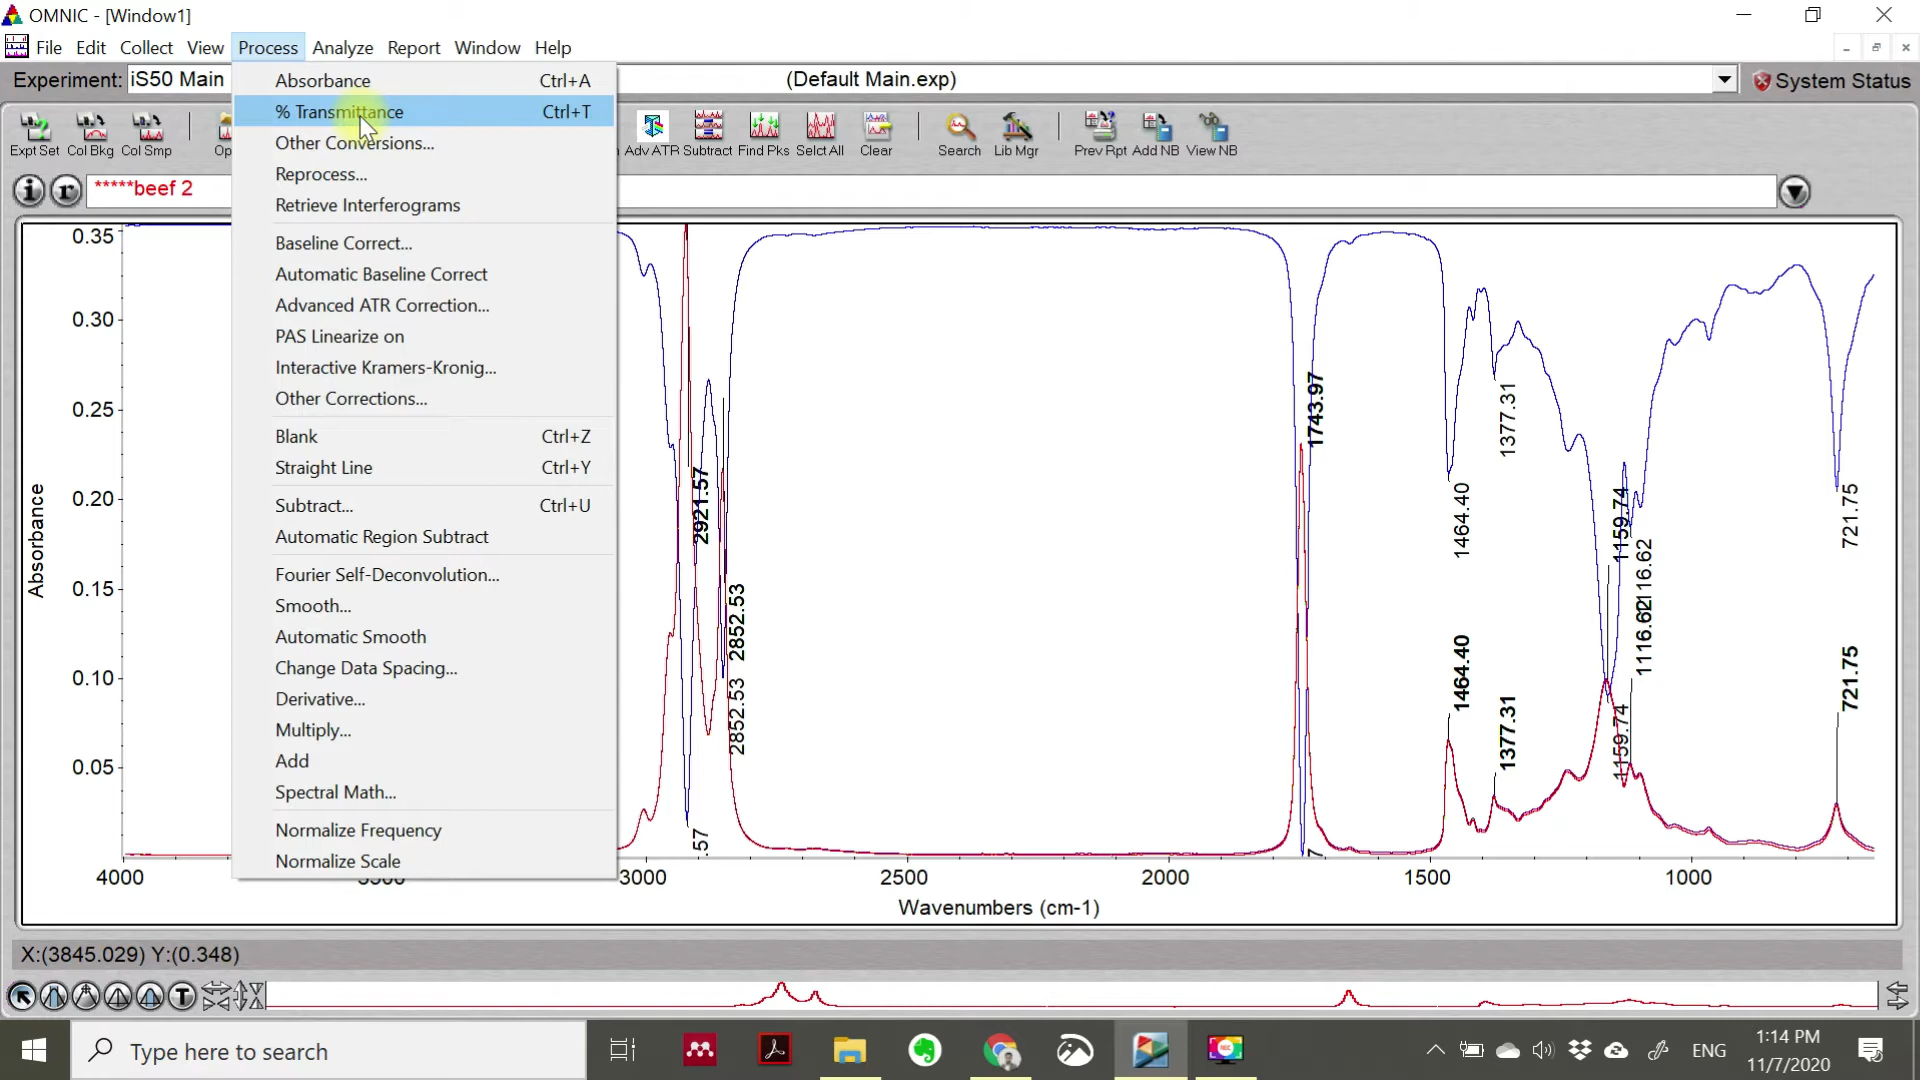 OMNIC - [Window1]
File Edit Collect View Process Analyze Report Window Help
Experiment: iS50 Main (Default Main.exp) System Status
Absorbance Ctrl+A
% Transmittance Ctrl+T
Other Conversions...
Reprocess...
Retrieve Interferograms
Baseline Correct...
Automatic Baseline Correct
Advanced ATR Correction...
PAS Linearize on
Interactive Kramers-Kronig...
Other Corrections...
Blank Ctrl+Z
Straight Line Ctrl+Y
Subtract... Ctrl+U
Automatic Region Subtract
Fourier Self-Deconvolution...
Smooth...
Automatic Smooth
Change Data Spacing...
Derivative...
Multiply...
Add
Spectral Math...
Normalize Frequency
Normalize Scale
Expt Set Col Bkg Col Smp Adv ATR Subtract Find Pks Selct All Clear Search Lib Mgr Prev Rpt Add NB View NB
*****beef 2
0.35
0.30
0.25
0.20
0.15
0.10
0.05
Absorbance
2921.57
2852.53
2852.53
57
1743.97
7
1464.40
1464.40
1377.31
1377.31
1159.74
1159.74
1116.62
1116.62
721.75
721.75
4000 3000 2500 2000 1500 1000
Wavenumbers (cm-1)
X:(3845.029) Y:(0.348)
T
Type here to search
REC
ENG
1:14 PM
11/7/2020